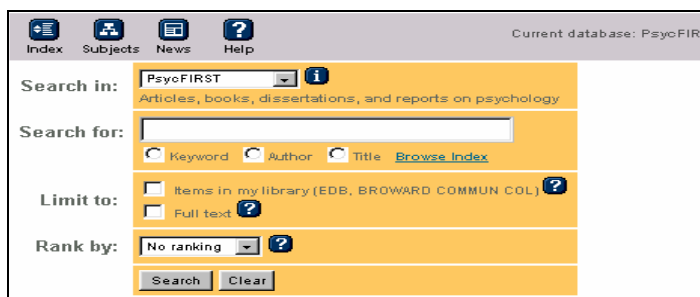 Index Subjects News Help
Current database: PsycFIR
Search in: PsycFIRST
Articles, books, dissertations, and reports on psychology
Search for:
Keyword Author Title Browse Index
Limit to: Items in my library (EDB, BROWARD COMMUN COL)
Full text
Rank by: No ranking
Search Clear